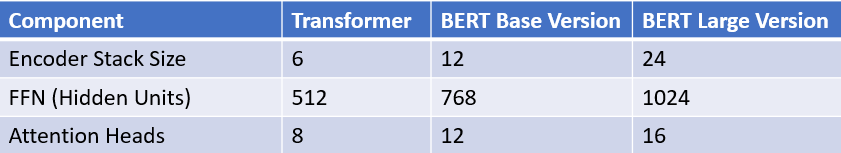 Component Transformer BERT Base Version BERT Large Version
Encoder Stack Size 6 12 24
FFN (Hidden Units) 512 768 1024
Attention Heads 8 12 16